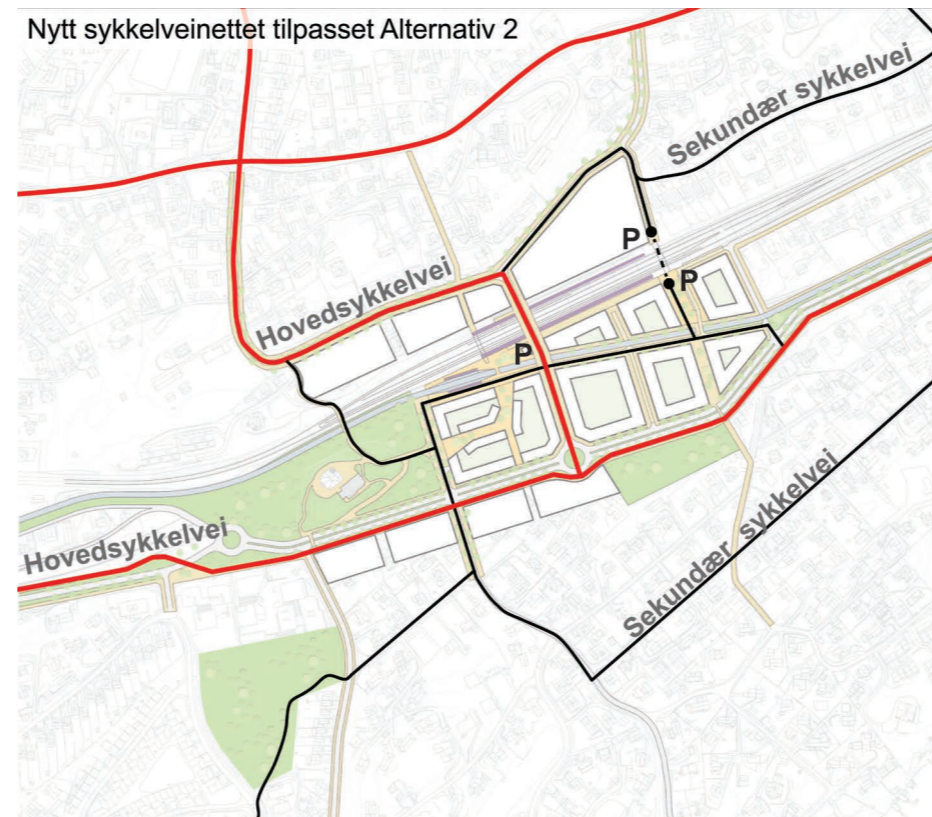 Nytt sykkelveinettet tilpasset Alternativ 2
Sekundær sykkelvei
P
P
Hovedsykkelvei
P
Hovedsykkelvei
Sekundær sykkelvei